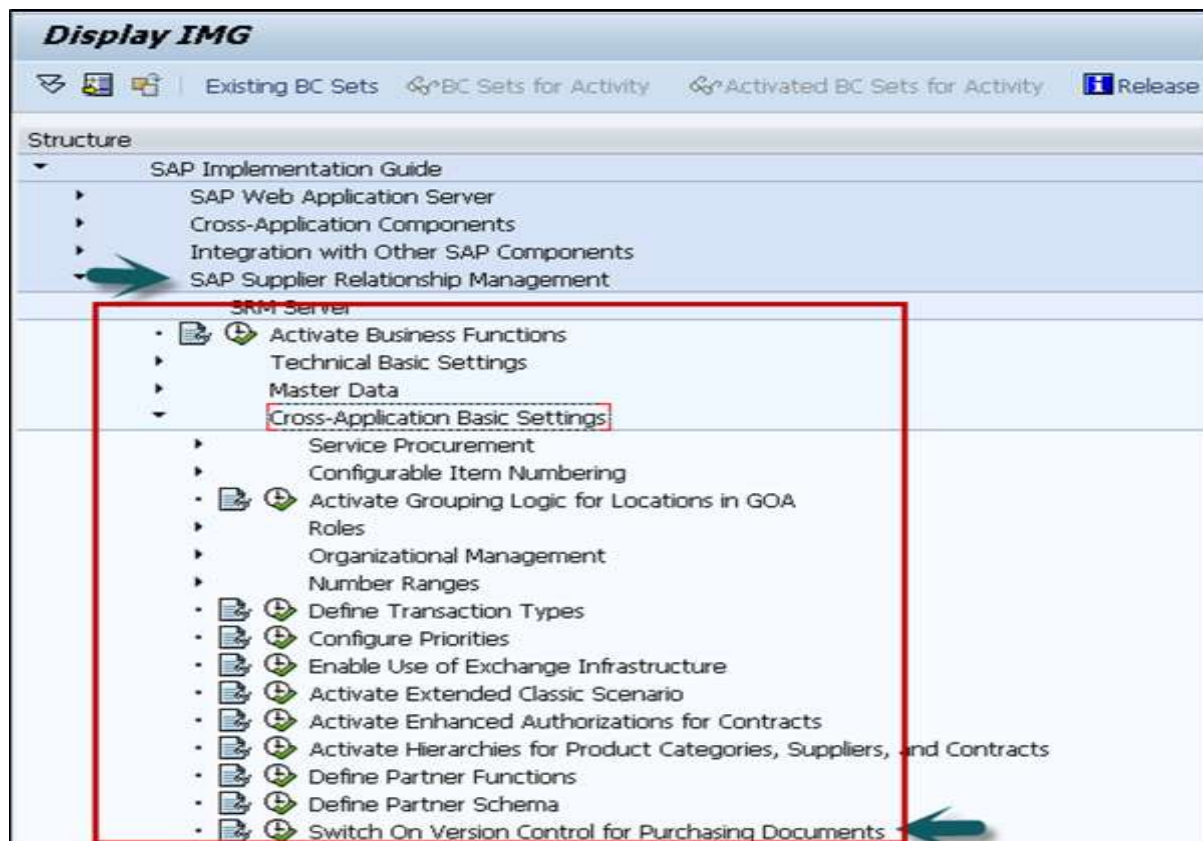 Display IMG
Existing BC Sets BC Sets for Activity Activated BC Sets for Activity Release
Structure
SAP Implementation Guide
SAP Web Application Server
Cross-Application Components
Integration with Other SAP Components
SAP Supplier Relationship Management
SRM Server
Activate Business Functions
Technical Basic Settings
Master Data
Cross-Application Basic Settings
Service Procurement
Configurable Item Numbering
Activate Grouping Logic for Locations in GOA
Roles
Organizational Management
Number Ranges
Define Transaction Types
Configure Priorities
Enable Use of Exchange Infrastructure
Activate Extended Classic Scenario
Activate Enhanced Authorizations for Contracts
Activate Hierarchies for Product Categories, Suppliers, and Contracts
Define Partner Functions
Define Partner Schema
Switch On Version Control for Purchasing Documents